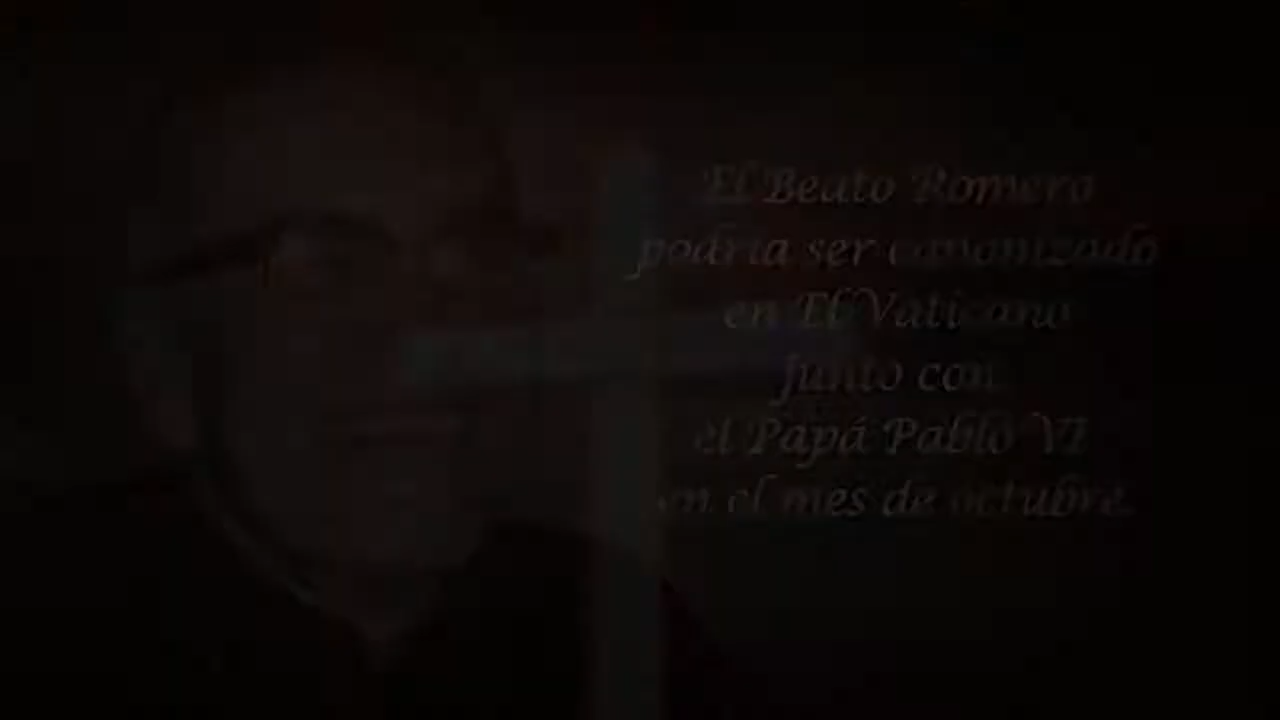 El Beato Romero
podría ser canonizado
en El Vaticano
junto con
el Papá Pablo VI
en el mes de octubre.